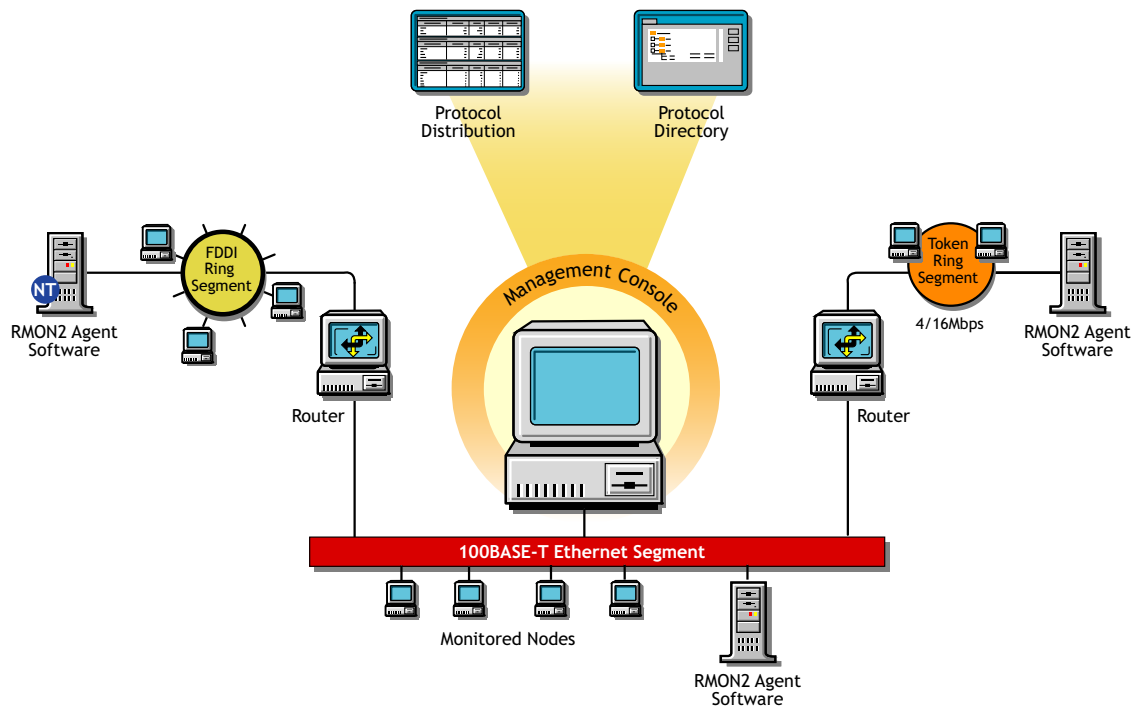 Protocol
Distribution
Protocol
Directory
Management Console
FDDI
Ring
Segment
NT
RMON2 Agent
Software
Router
Token
Ring
Segment
4/16Mbps
RMON2 Agent
Software
Router
100BASE-T Ethernet Segment
Monitored Nodes
RMON2 Agent
Software